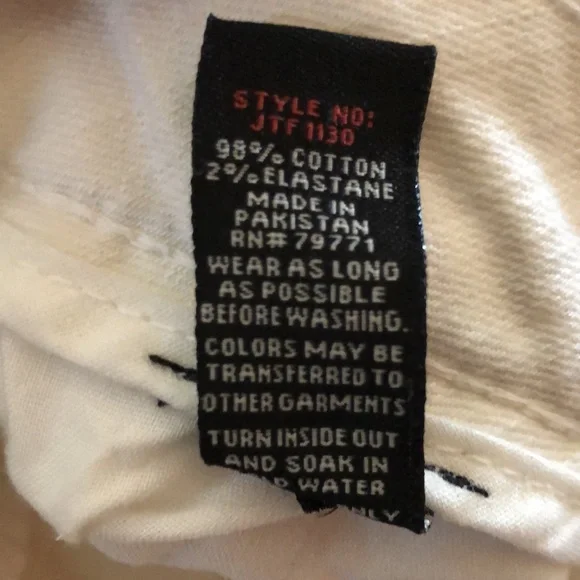 STYLE NO:
JTF 1130
98% COTTON
2% ELASTANE
MADE IN
PAKISTAN
RN# 79771
WEAR AS LONG
AS POSSIBLE
BEFORE WASHING.
COLORS MAY BE
TRANSFERRED TO
OTHER GARMENTS
TURN INSIDE OUT
AND SOAK IN
WATER